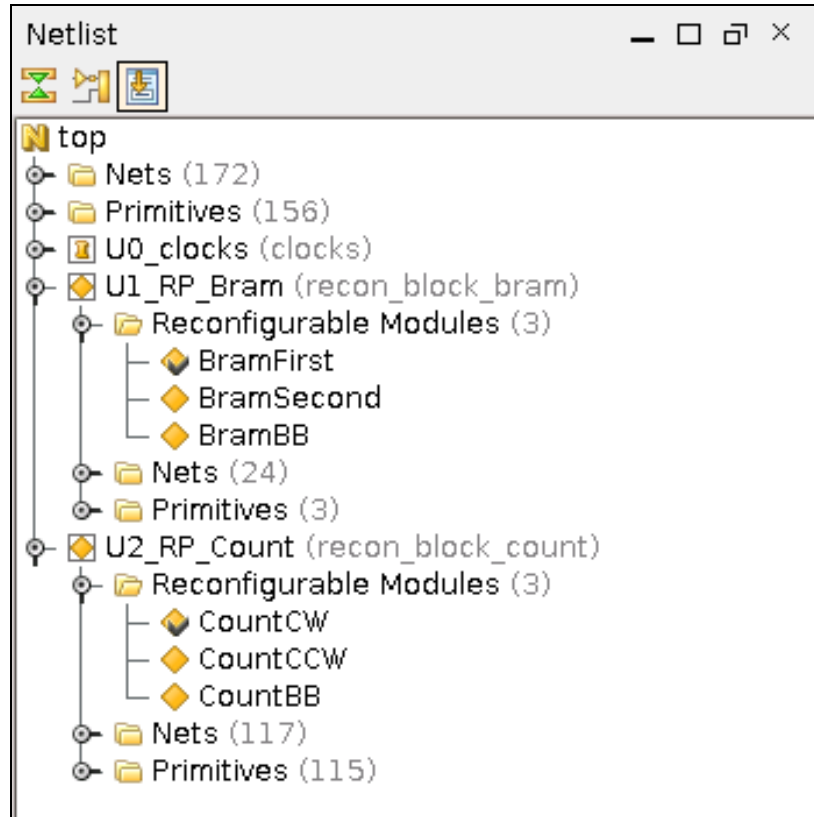 Netlist
top
Nets (172)
Primitives (156)
U0_clocks (clocks)
U1_RP_Bram (recon_block_bram)
Reconfigurable Modules (3)
BramFirst
BramSecond
BramBB
Nets (24)
Primitives (3)
U2_RP_Count (recon_block_count)
Reconfigurable Modules (3)
CountCW
CountCCW
CountBB
Nets (117)
Primitives (115)